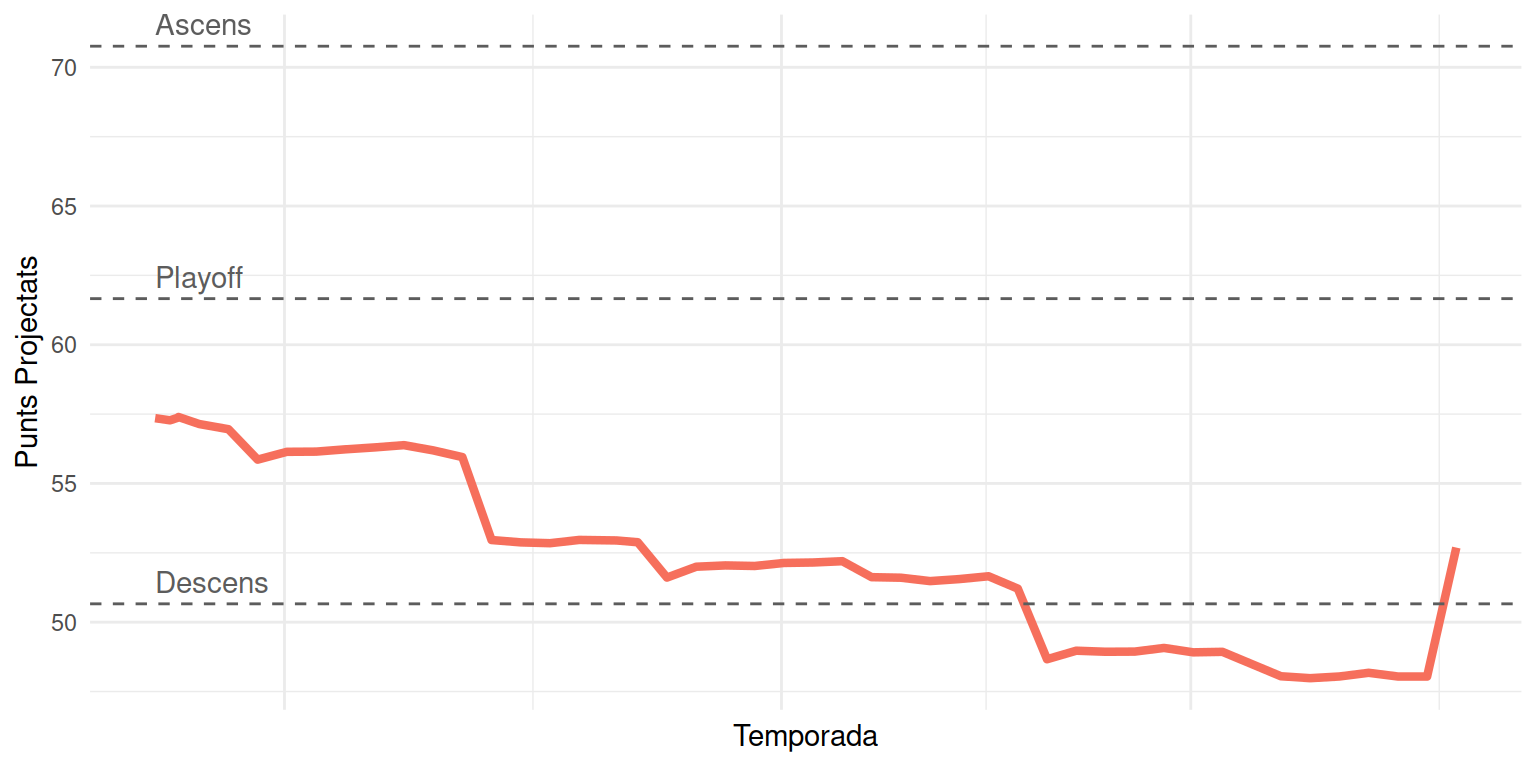 Ascens
70
65
Playoff
60
Punts Projectats
55
Descens
50
Temporada